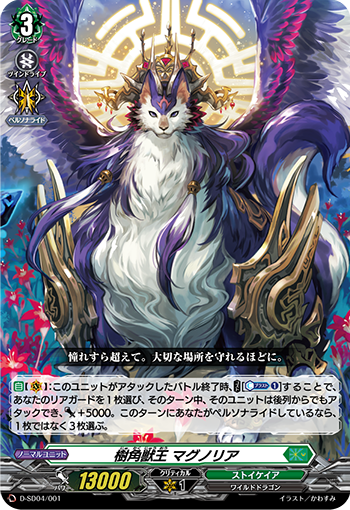 3
グレード
ツインドライブ
ペルソナライド
憧れすら超えて。大切な場所を守れるほどに。
【1】:このユニットがアタックしたバトル終了時、【ブラスト1】することで、
あなたのリアガードを1枚選び、そのターン中、そのユニットは後列からでもア
タックでき、+5000。このターンにあなたがペルソナライドしているなら、
1枚ではなく3枚選ぶ。
ノーマルユニット
樹角獣王 マグノリア
パワー 13000
クリティカル
1
ストイケイア
ワイルドドラゴン
D-SD04/001
イラスト/かわすみ